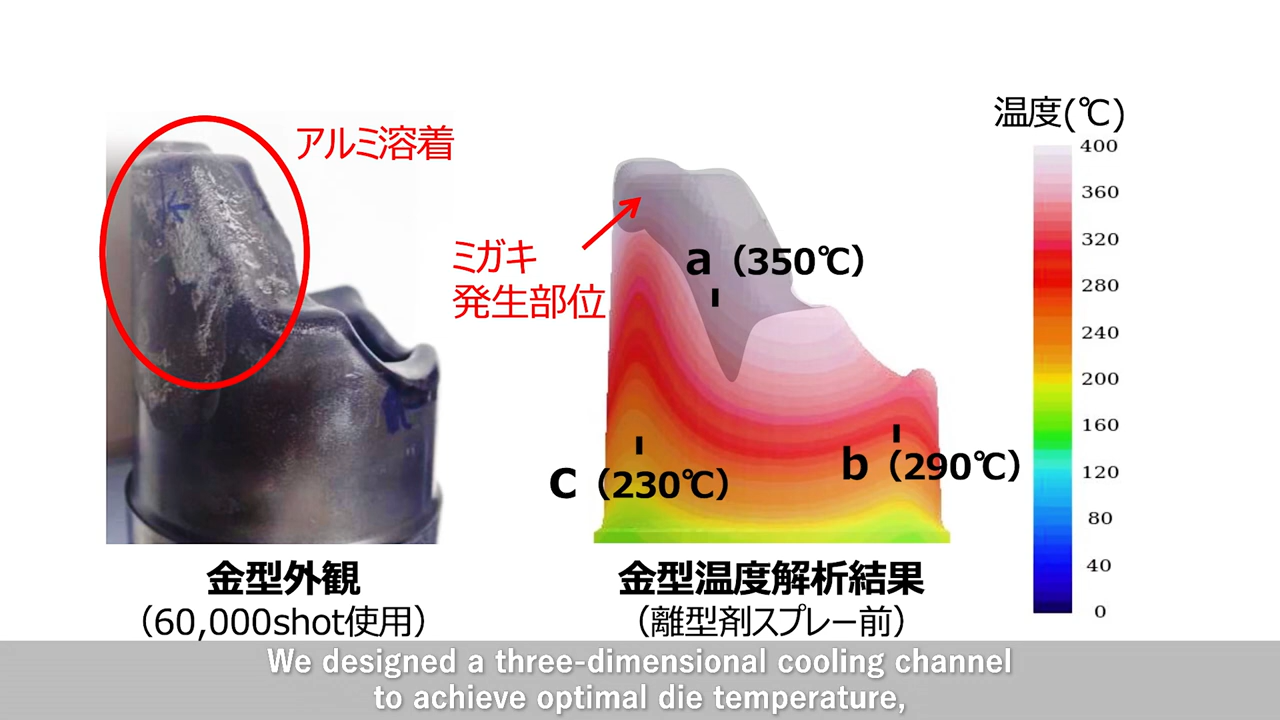 アルミ溶着
ミガキ
発生部位
a（350℃）
b（290℃）
c（230℃）
温度(℃)
400
360
320
280
240
200
160
120
80
40
0
金型外観
（60,000shot使用）
金型温度解析結果
（離型剤スプレー前）
We designed a three-dimensional cooling channel
to achieve optimal die temperature,